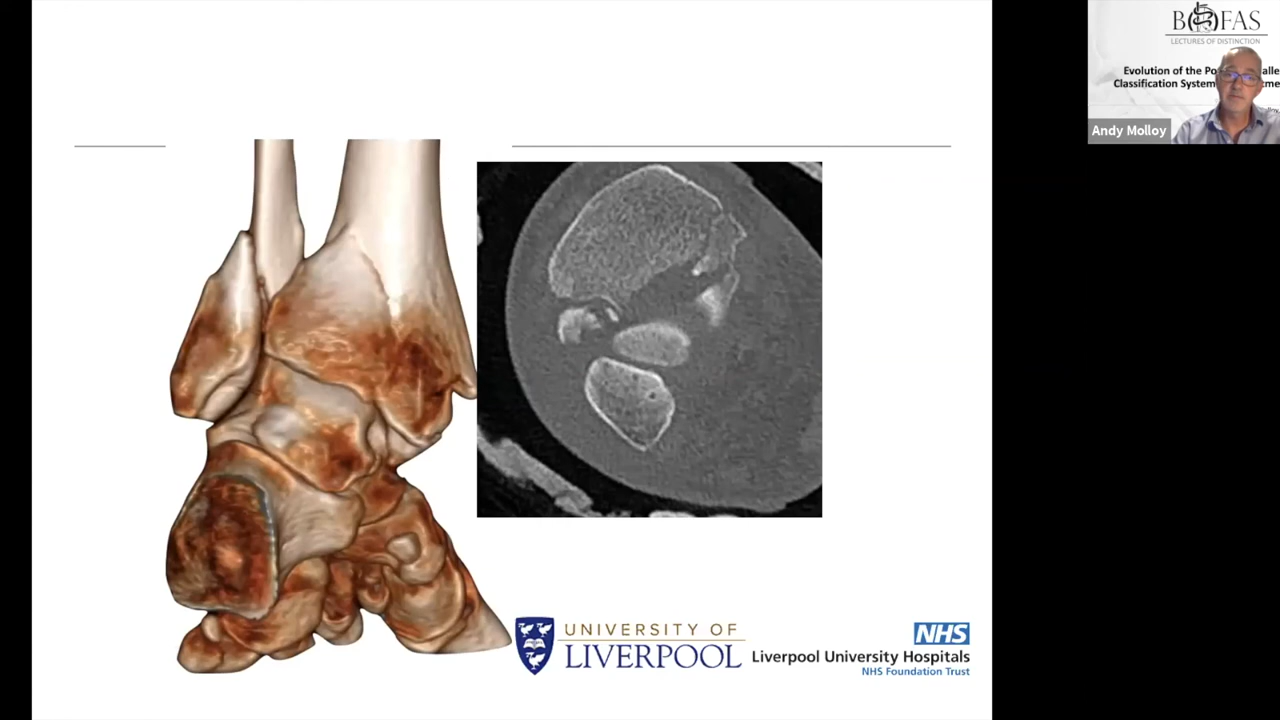 BOFAS
LECTURES OF DISTINCTION
Evolution of the
Classification System
Andy Molloy
UNIVERSITY OF
LIVERPOOL
NHS
Liverpool University Hospitals
NHS Foundation Trust